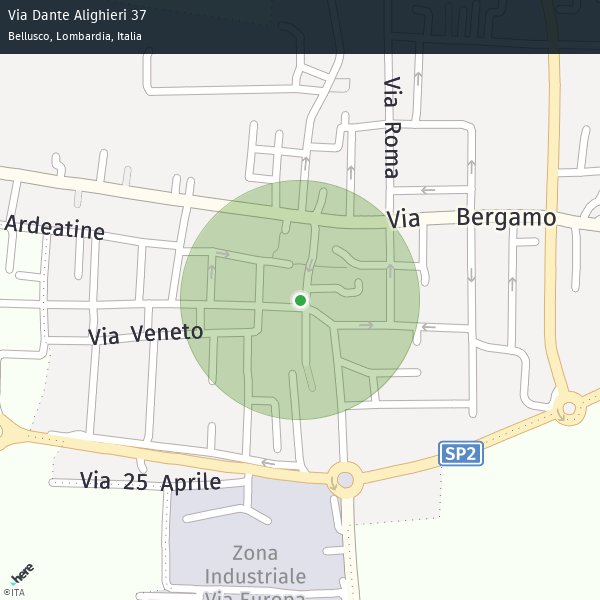 Via Dante Alighieri 37
Bellusco, Lombardia, Italia
Via Roma
Ardeatine
Via Bergamo
Via Veneto
SP2
Via 25 Aprile
Zona
Industriale
Via Europa
here
©ITA